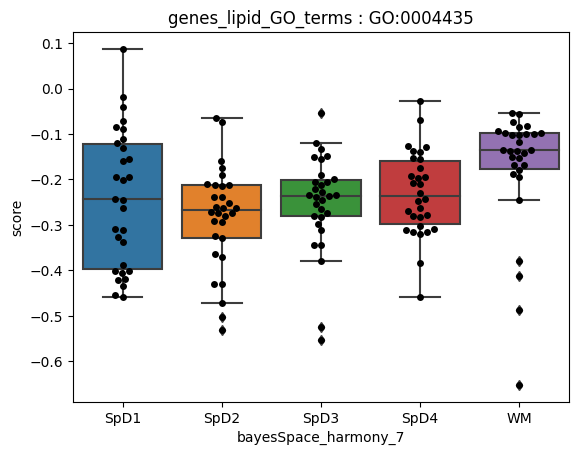 genes_lipid_GO_terms : GO:0004435
0.1
0.0
−0.1
−0.2
−0.3
−0.4
−0.5
−0.6
score
SpD1 SpD2 SpD3 SpD4 WM
bayesSpace_harmony_7